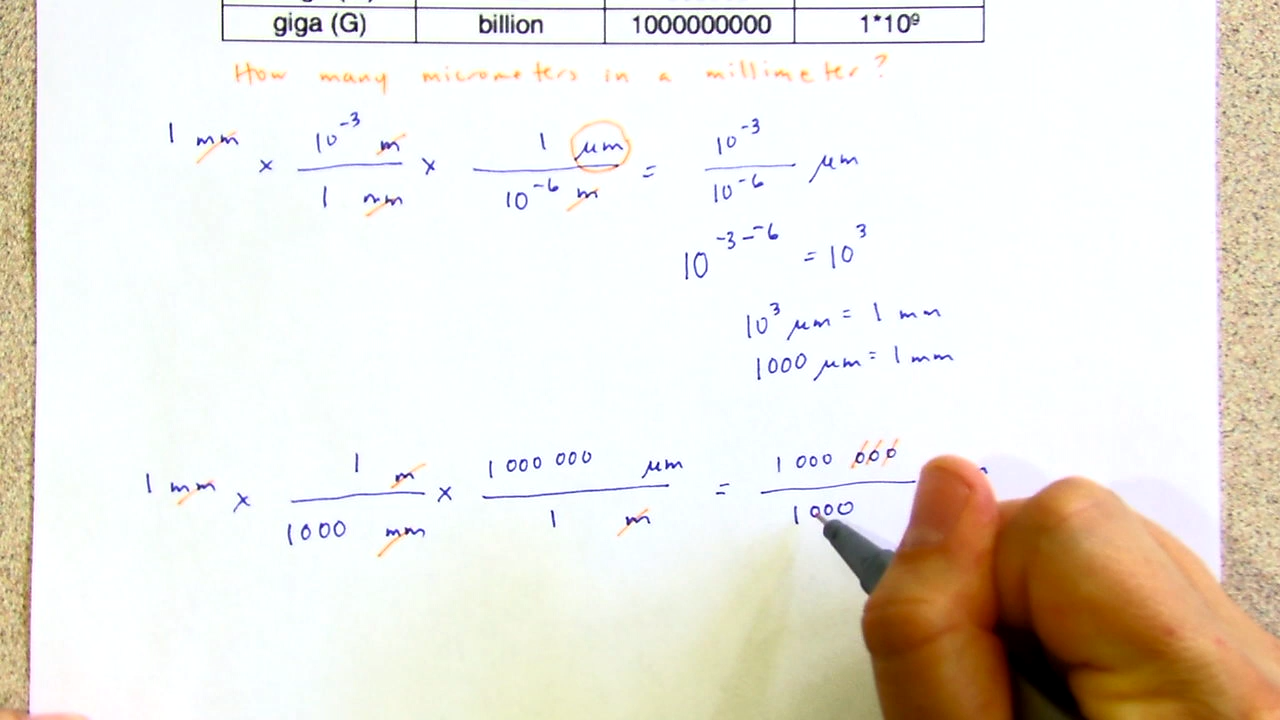 giga (G) billion 1000000000 1*10⁹
How many micrometers in a millimeter?
1 mm × 10⁻³ m / 1 mm × 1 μm / 10⁻⁶ m = 10⁻³ / 10⁻⁶ μm
10⁻³⁻⁻⁶ = 10³
10³ μm = 1 mm
1000 μm = 1 mm
1 mm × 1 m / 1000 mm × 1 000 000 μm / 1 m = 1 000 000 / 1000